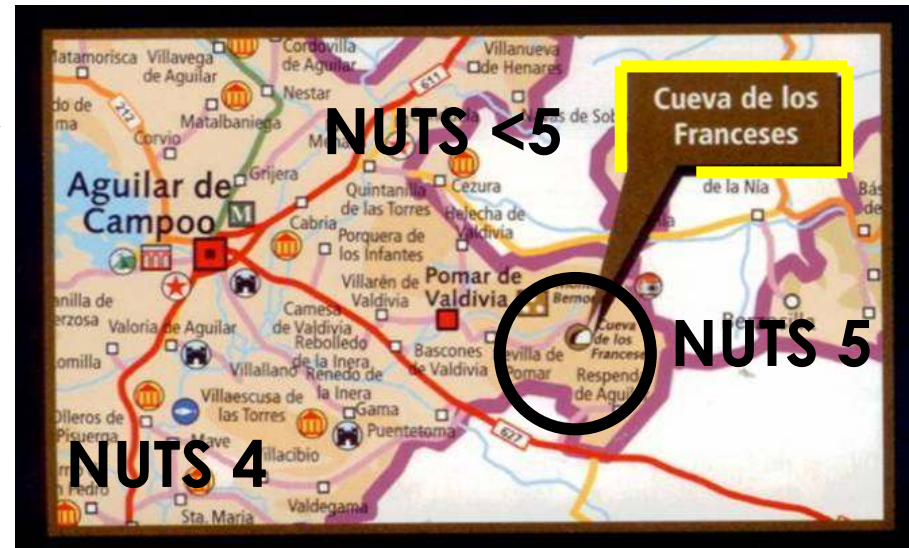 Matamorisca
Villavega
de Aguilar
Cordovilla
de Aguilar
Villanueva
de Henares
611
Nestar
212
Matalbaniega
NUTS <5
Cueva de los
Franceses
Corvio
Grijera
Aguilar de
Campoo
M
Quintanilla
de las Torres
Cezura
de la Nía
Cabria
Helecha de
Valdivia
Porquera de
los Infantes
Villarén de
Valdivia
Pomar de
Valdivia
Camesa
de Valdivia
Valoria de Aguilar
Rebolledo
de la Inera
Bascones
de Valdivia
Cueva
de los
Franceses
NUTS 5
Villallano
Renedo de
la Inera
Villaescusa de
las Torres
Gama
Puentetoma
627
Olleros de
Pisuerga
Mave
NUTS 4
Valdegama
Sta. María